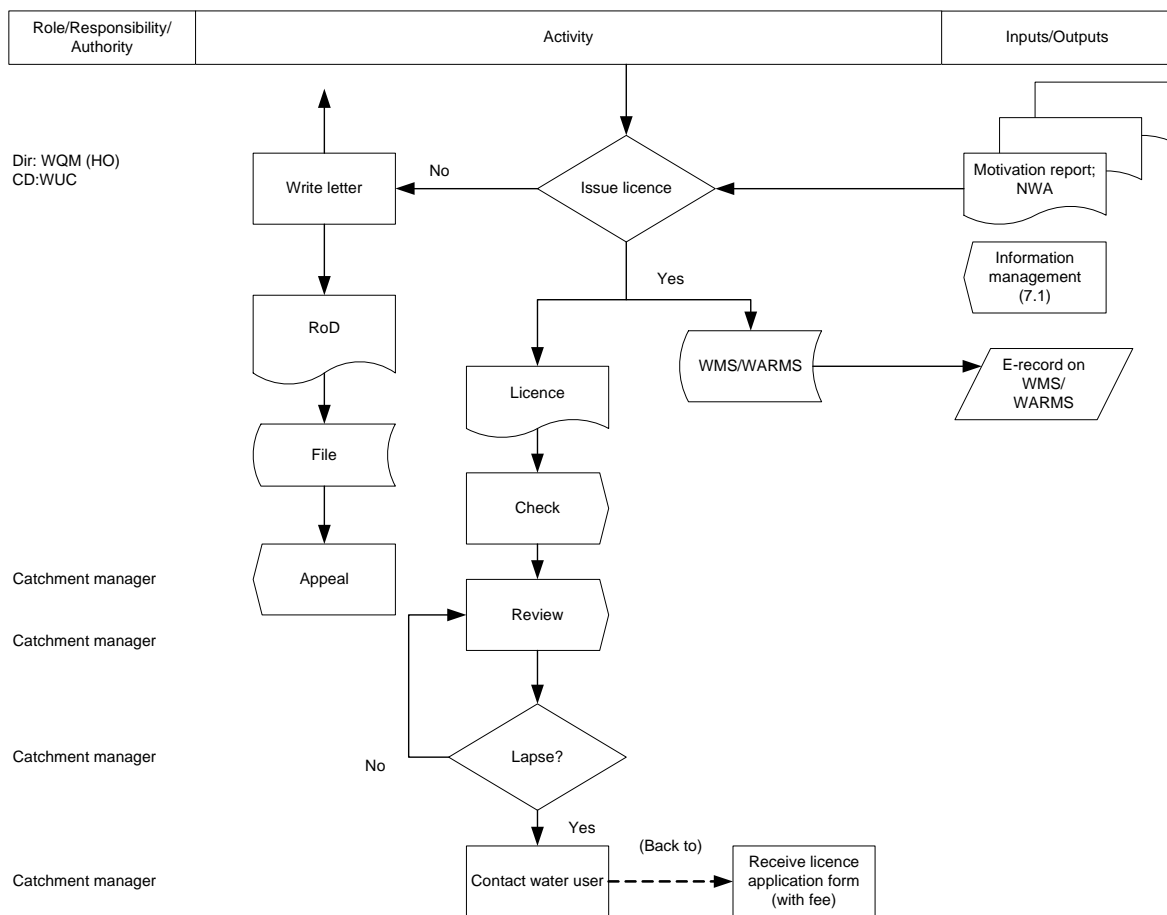 Role/Responsibility/
Authority
Activity
Inputs/Outputs
Dir: WQM (HO)
CD:WUC
Write letter
No
Issue licence
Motivation report;
NWA
Information
management
(7.1)
Yes
RoD
Licence
WMS/WARMS
E-record on
WMS/
WARMS
File
Check
Catchment manager
Appeal
Review
Catchment manager
Catchment manager
No
Lapse?
Yes
(Back to)
Catchment manager
Contact water user
Receive licence
application form
(with fee)